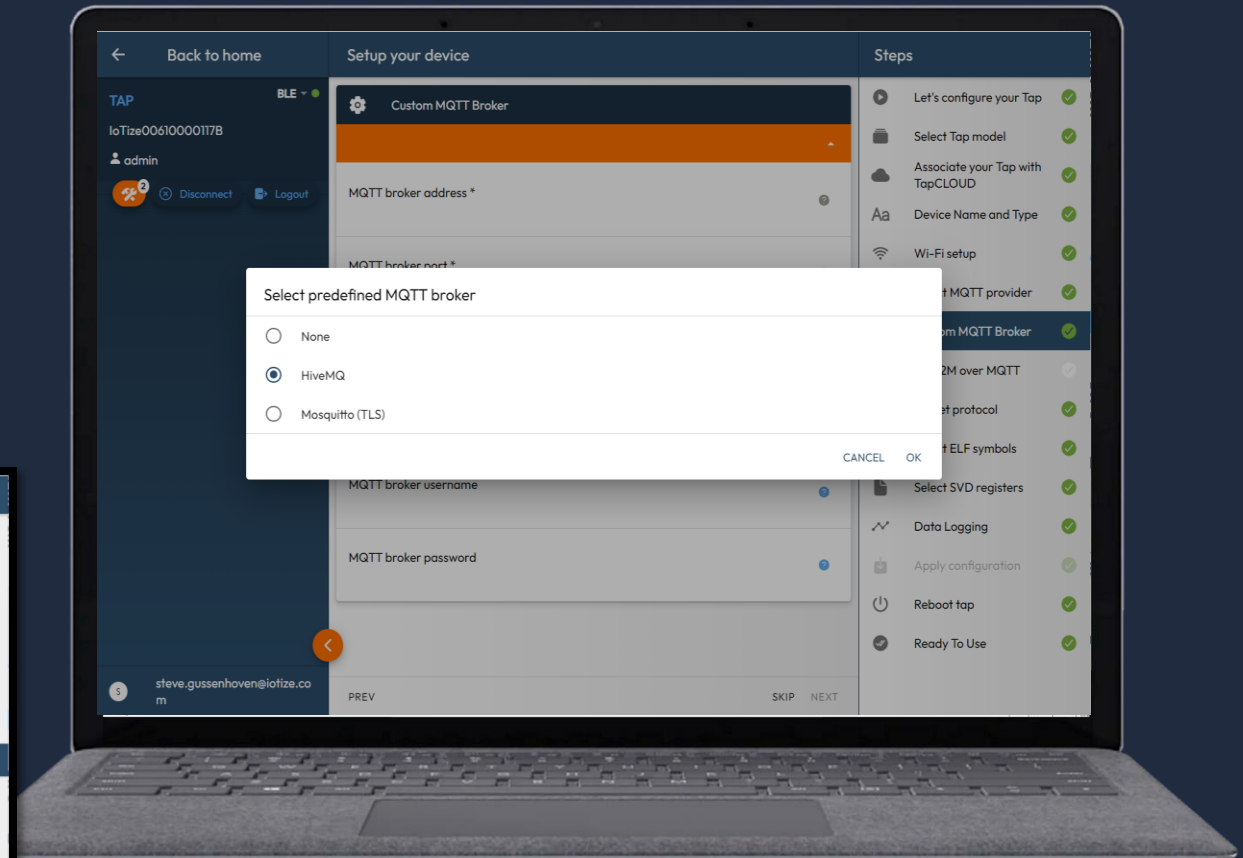 Back to home
Setup your device
Steps
TAP
BLE
IoTize00610000117B
admin
2
Disconnect
Logout
Custom MQTT Broker
MQTT broker address *
MQTT broker port *
Select predefined MQTT broker
None
HiveMQ
Mosquitto (TLS)
CANCEL OK
MQTT broker username
MQTT broker password
PREV
SKIP NEXT
S
steve.gussenhoven@iotize.co
m
Let's configure your Tap
Select Tap model
Associate your Tap with
TapCLOUD
Aa
Device Name and Type
Wi-Fi setup
MQTT provider
MQTT Broker
over MQTT
protocol
ELF symbols
Select SVD registers
Data Logging
Apply configuration
Reboot tap
Ready To Use